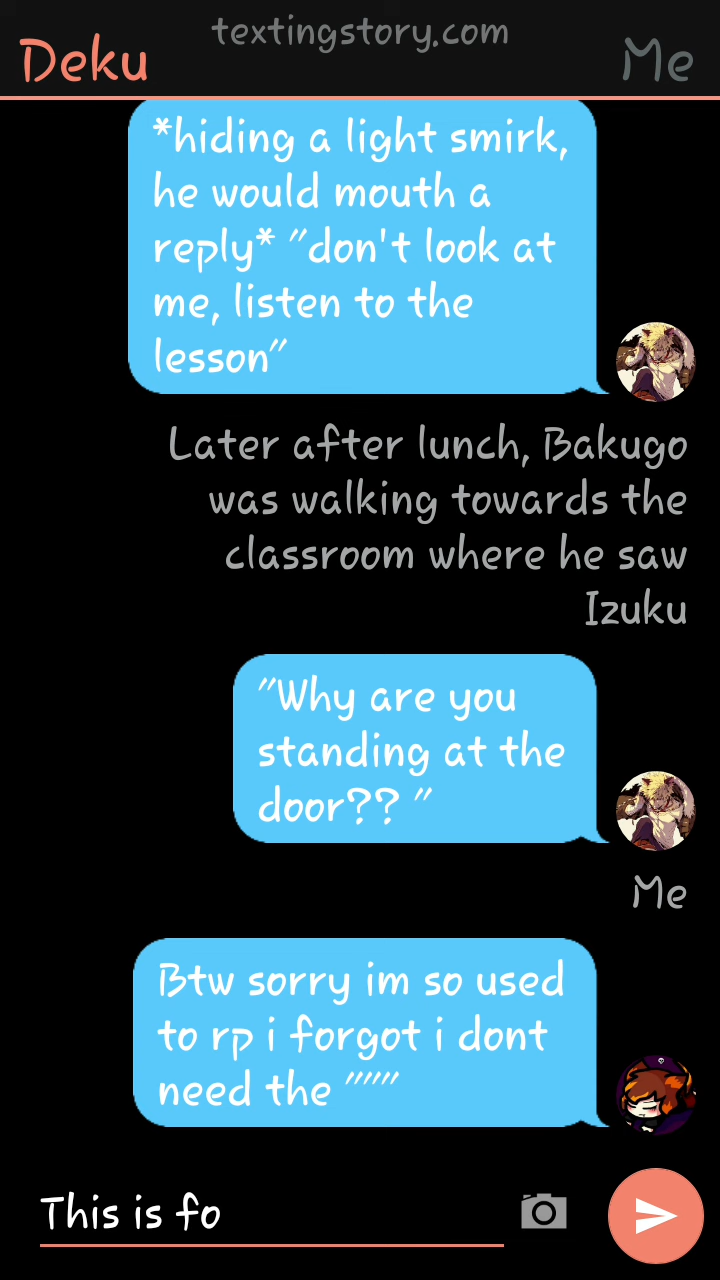 textingstory.com
Deku
Me
*hiding a light smirk,
he would mouth a
reply* "don't look at
me, listen to the
lesson"
Later after lunch, Bakugo
was walking towards the
classroom where he saw
Izuku
"Why are you
standing at the
door?? "
Me
Btw sorry im so used
to rp i forgot i dont
need the """
This is fo